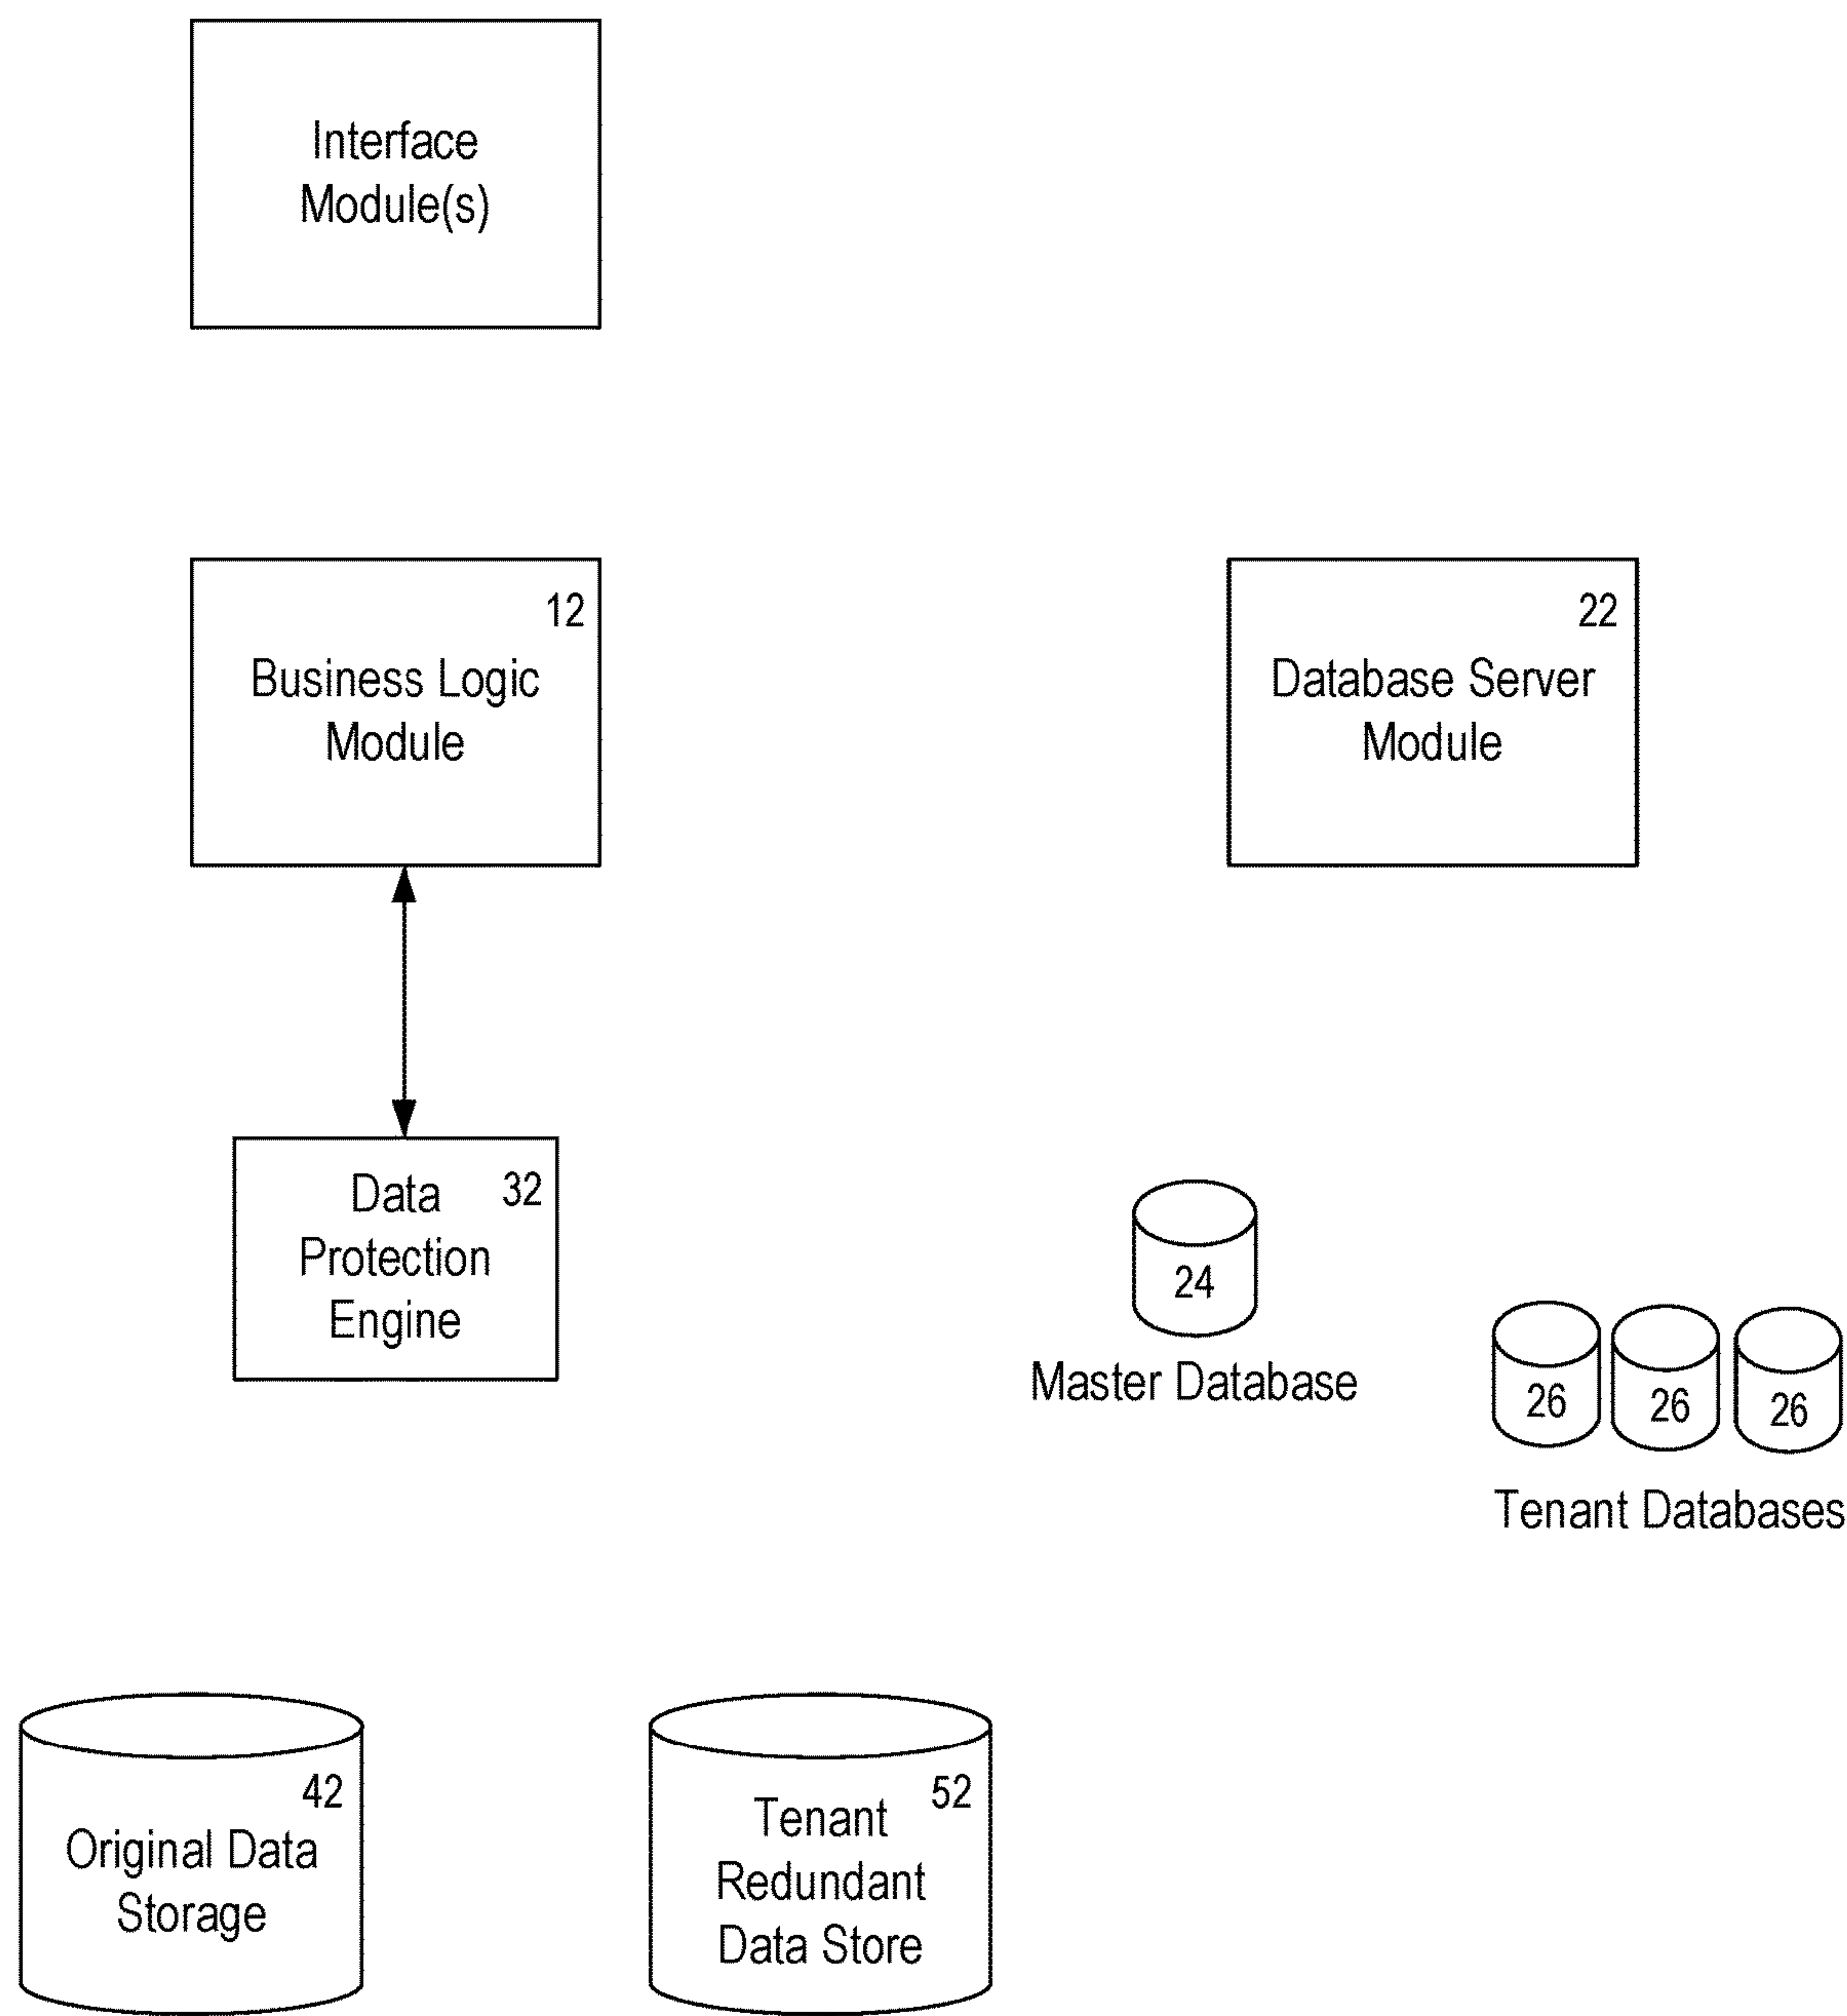 Interface
Module(s)
12
Business Logic
Module
22
Database Server
Module
32
Data
Protection
Engine
24
Master Database
26
26
26
Tenant Databases
42
Original Data
Storage
52
Tenant
Redundant
Data Store